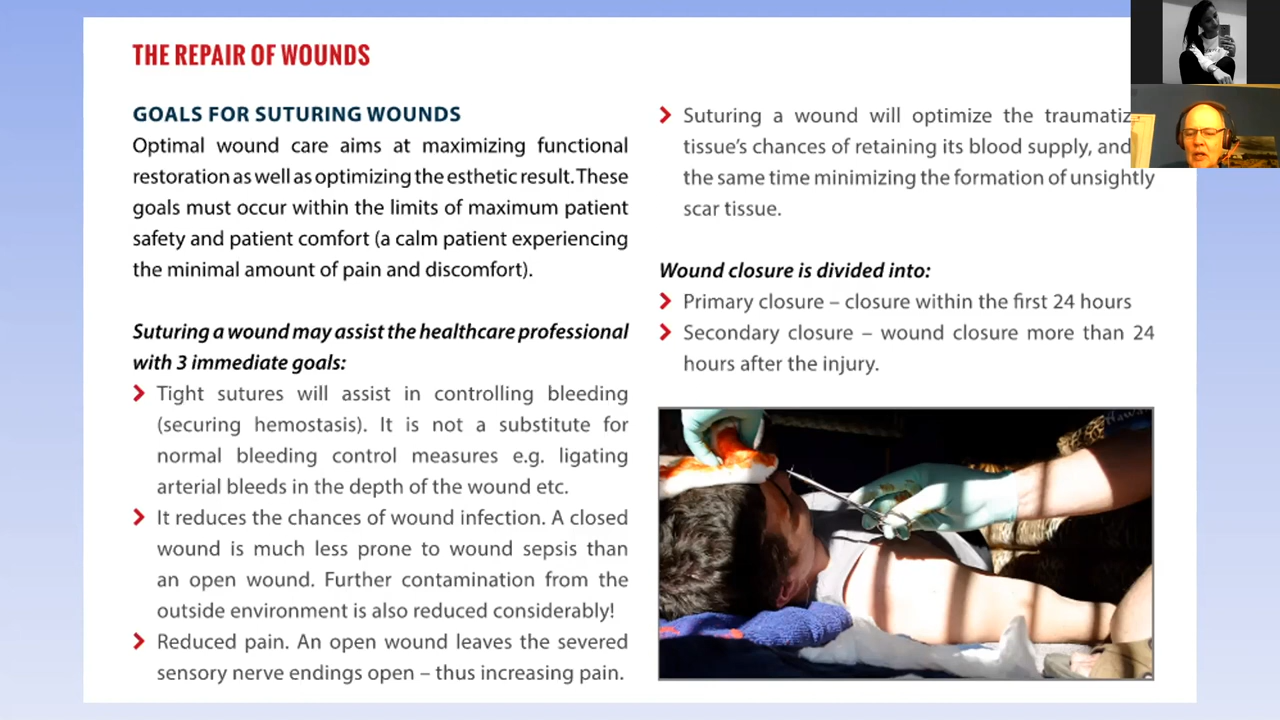 THE REPAIR OF WOUNDS
GOALS FOR SUTURING WOUNDS
Optimal wound care aims at maximizing functional
restoration as well as optimizing the esthetic result. These
goals must occur within the limits of maximum patient
safety and patient comfort (a calm patient experiencing
the minimal amount of pain and discomfort).
Suturing a wound may assist the healthcare professional
with 3 immediate goals:
Tight sutures will assist in controlling bleeding
(securing hemostasis). It is not a substitute for
normal bleeding control measures e.g. ligating
arterial bleeds in the depth of the wound etc.
It reduces the chances of wound infection. A closed
wound is much less prone to wound sepsis than
an open wound. Further contamination from the
outside environment is also reduced considerably!
Reduced pain. An open wound leaves the severed
sensory nerve endings open – thus increasing pain.
Suturing a wound will optimize the
tissue's chances of retaining its blood supply, and
the same time minimizing the formation of unsightly
scar tissue.
Wound closure is divided into:
Primary closure – closure within the first 24 hours
Secondary closure – wound closure more than 24
hours after the injury.